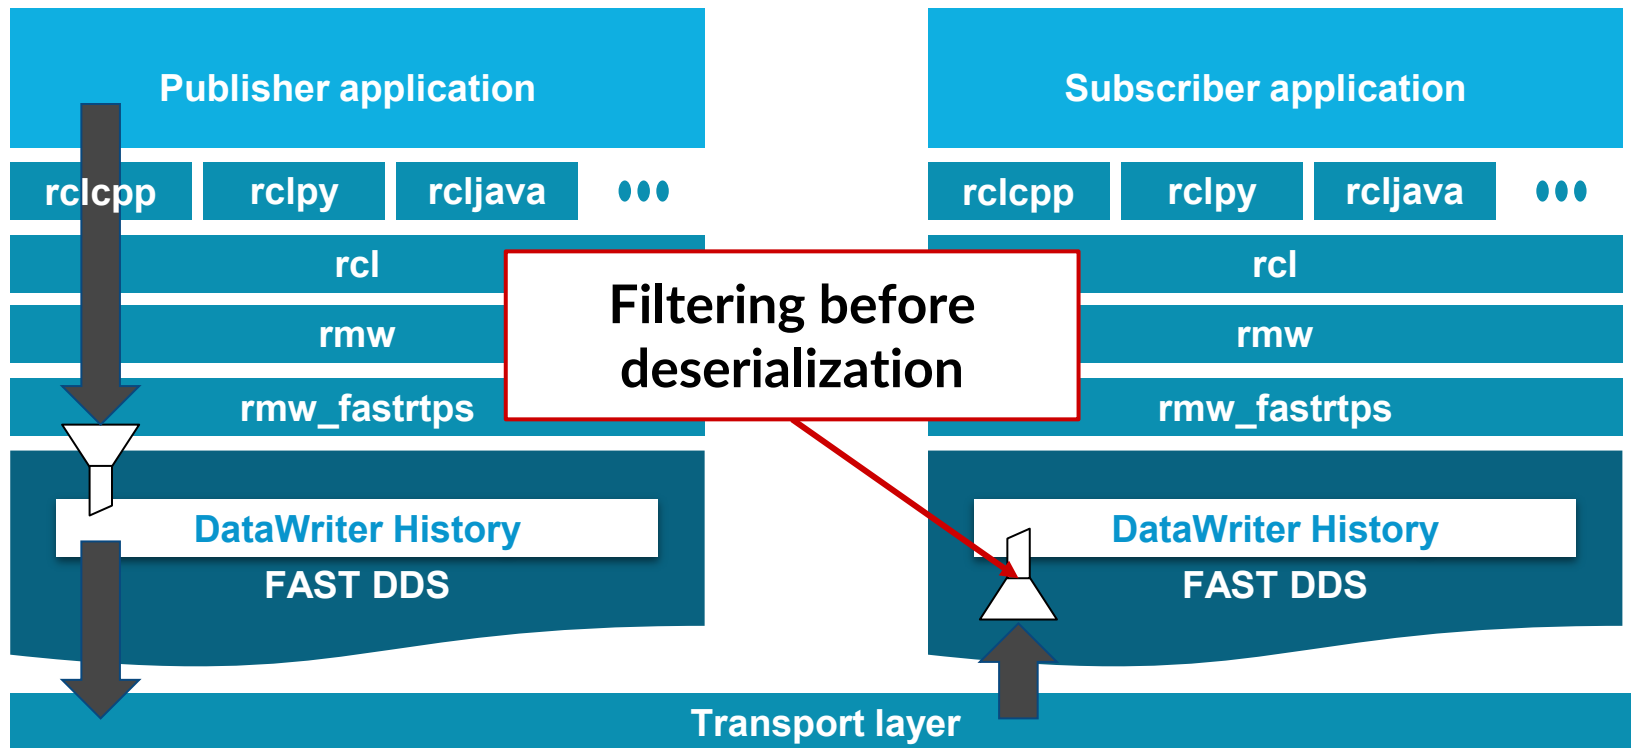 Publisher application
rclcpp
rclpy
rcljava
rcl
rmw
rmw_fastrtps
DataWriter History
FAST DDS
Filtering before
deserialization
Subscriber application
rclcpp
rclpy
rcljava
rcl
rmw
rmw_fastrtps
DataWriter History
FAST DDS
Transport layer